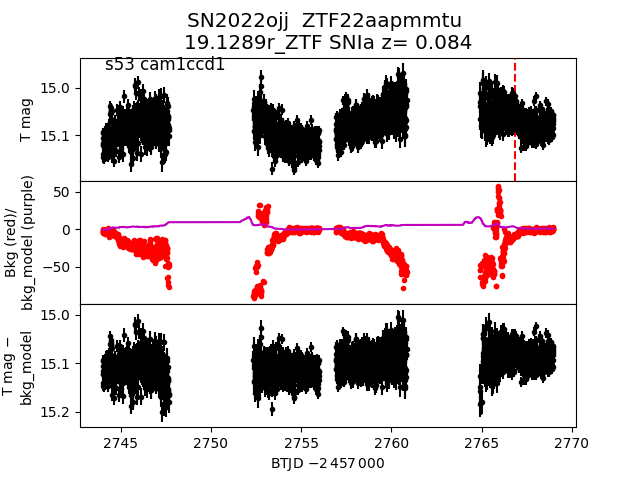 SN2022ojj  ZTF22aapmmtu
19.1289r_ZTF SNIa z= 0.084
s53 cam1ccd1
T mag
15.0
15.1
Bkg (red)/
bkg_model (purple)
50
0
−50
T mag −
bkg_model
15.0
15.1
15.2
2745
2750
2755
2760
2765
2770
BTJD −2 457 000